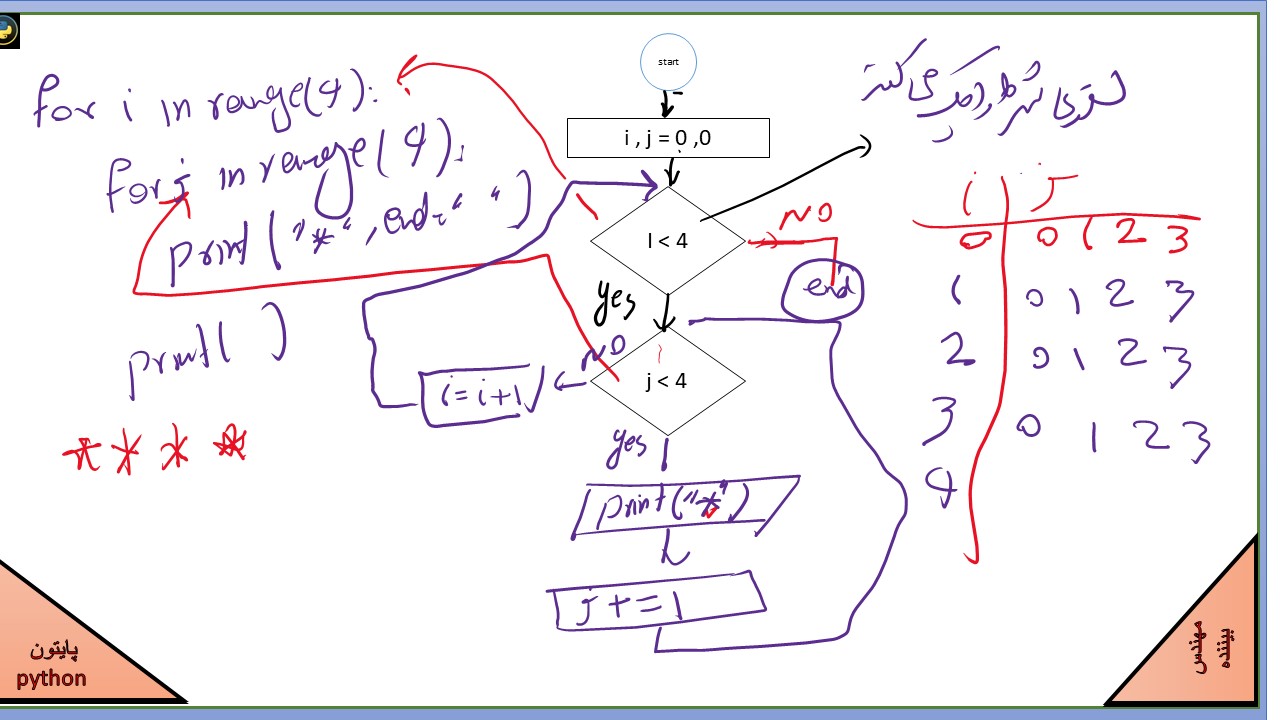 for i in range(4):
for j in range(4):
print("*",end=" ")
print( )
* * * *
start
i , j = 0 ,0
I < 4
NO
end
yes
j < 4
NO
i=i+1
yes
print("*")
j+=1
i j
0 0 1 2 3
1 0 1 2 3
2 0 1 2 3
3 0 1 2 3
4
پایتون
python
مهندس
بیننده